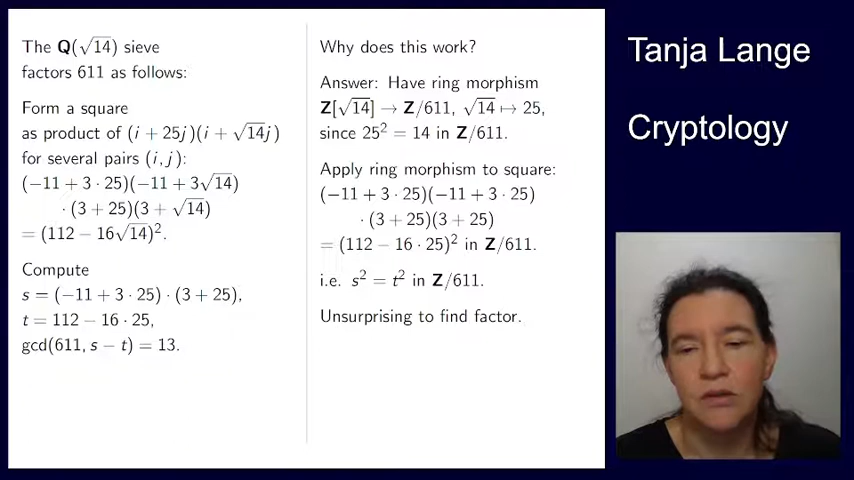 The Q(√14) sieve
factors 611 as follows:
Form a square
as product of (i + 25j)(i + √14j)
for several pairs (i, j):
(−11 + 3 · 25)(−11 + 3√14)
· (3 + 25)(3 + √14)
= (112 − 16√14)².
Compute
s = (−11 + 3 · 25) · (3 + 25),
t = 112 − 16 · 25,
gcd(611, s − t) = 13.
Why does this work?
Answer: Have ring morphism
Z[√14] → Z/611, √14 ↦ 25,
since 25² = 14 in Z/611.
Apply ring morphism to square:
(−11 + 3 · 25)(−11 + 3 · 25)
· (3 + 25)(3 + 25)
= (112 − 16 · 25)² in Z/611.
i.e. s² = t² in Z/611.
Unsurprising to find factor.
Tanja Lange
Cryptology